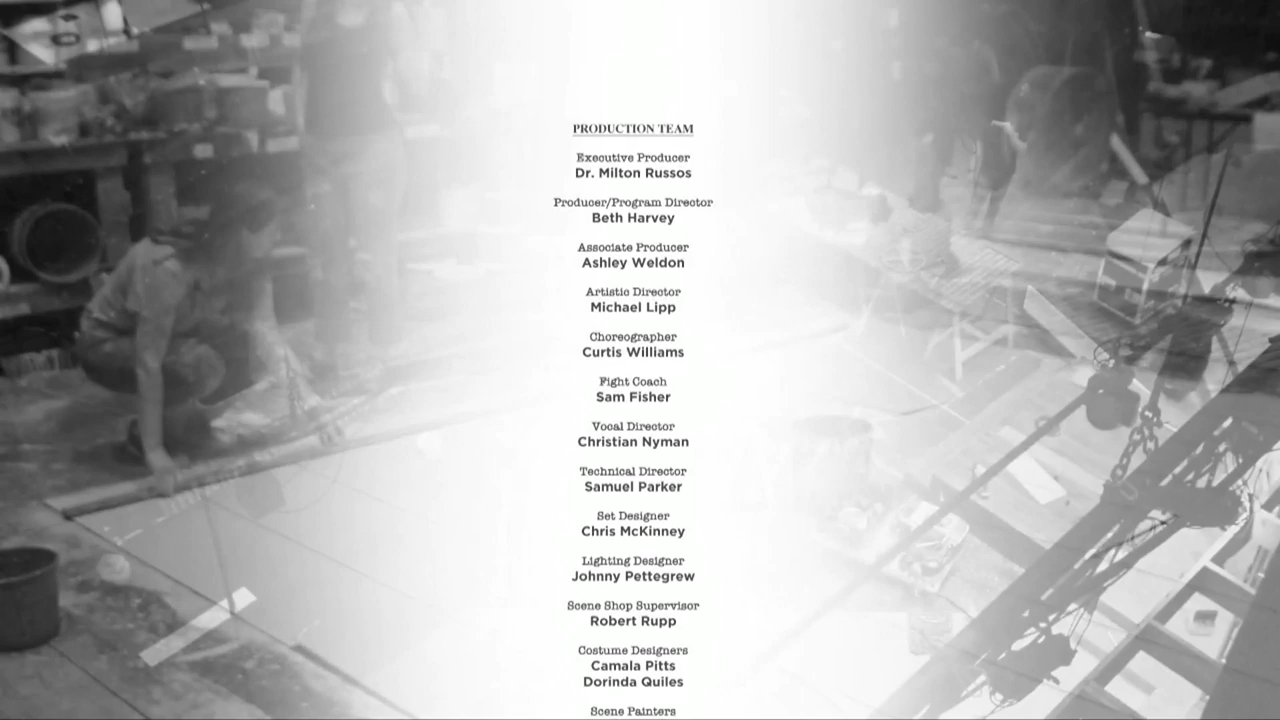 PRODUCTION TEAM
Executive Producer
Dr. Milton Russos
Producer/Program Director
Beth Harvey
Associate Producer
Ashley Weldon
Artistic Director
Michael Lipp
Choreographer
Curtis Williams
Fight Coach
Sam Fisher
Vocal Director
Christian Nyman
Technical Director
Samuel Parker
Set Designer
Chris McKinney
Lighting Designer
Johnny Pettegrew
Scene Shop Supervisor
Robert Rupp
Costume Designers
Camala Pitts
Dorinda Quiles
Scene Painters